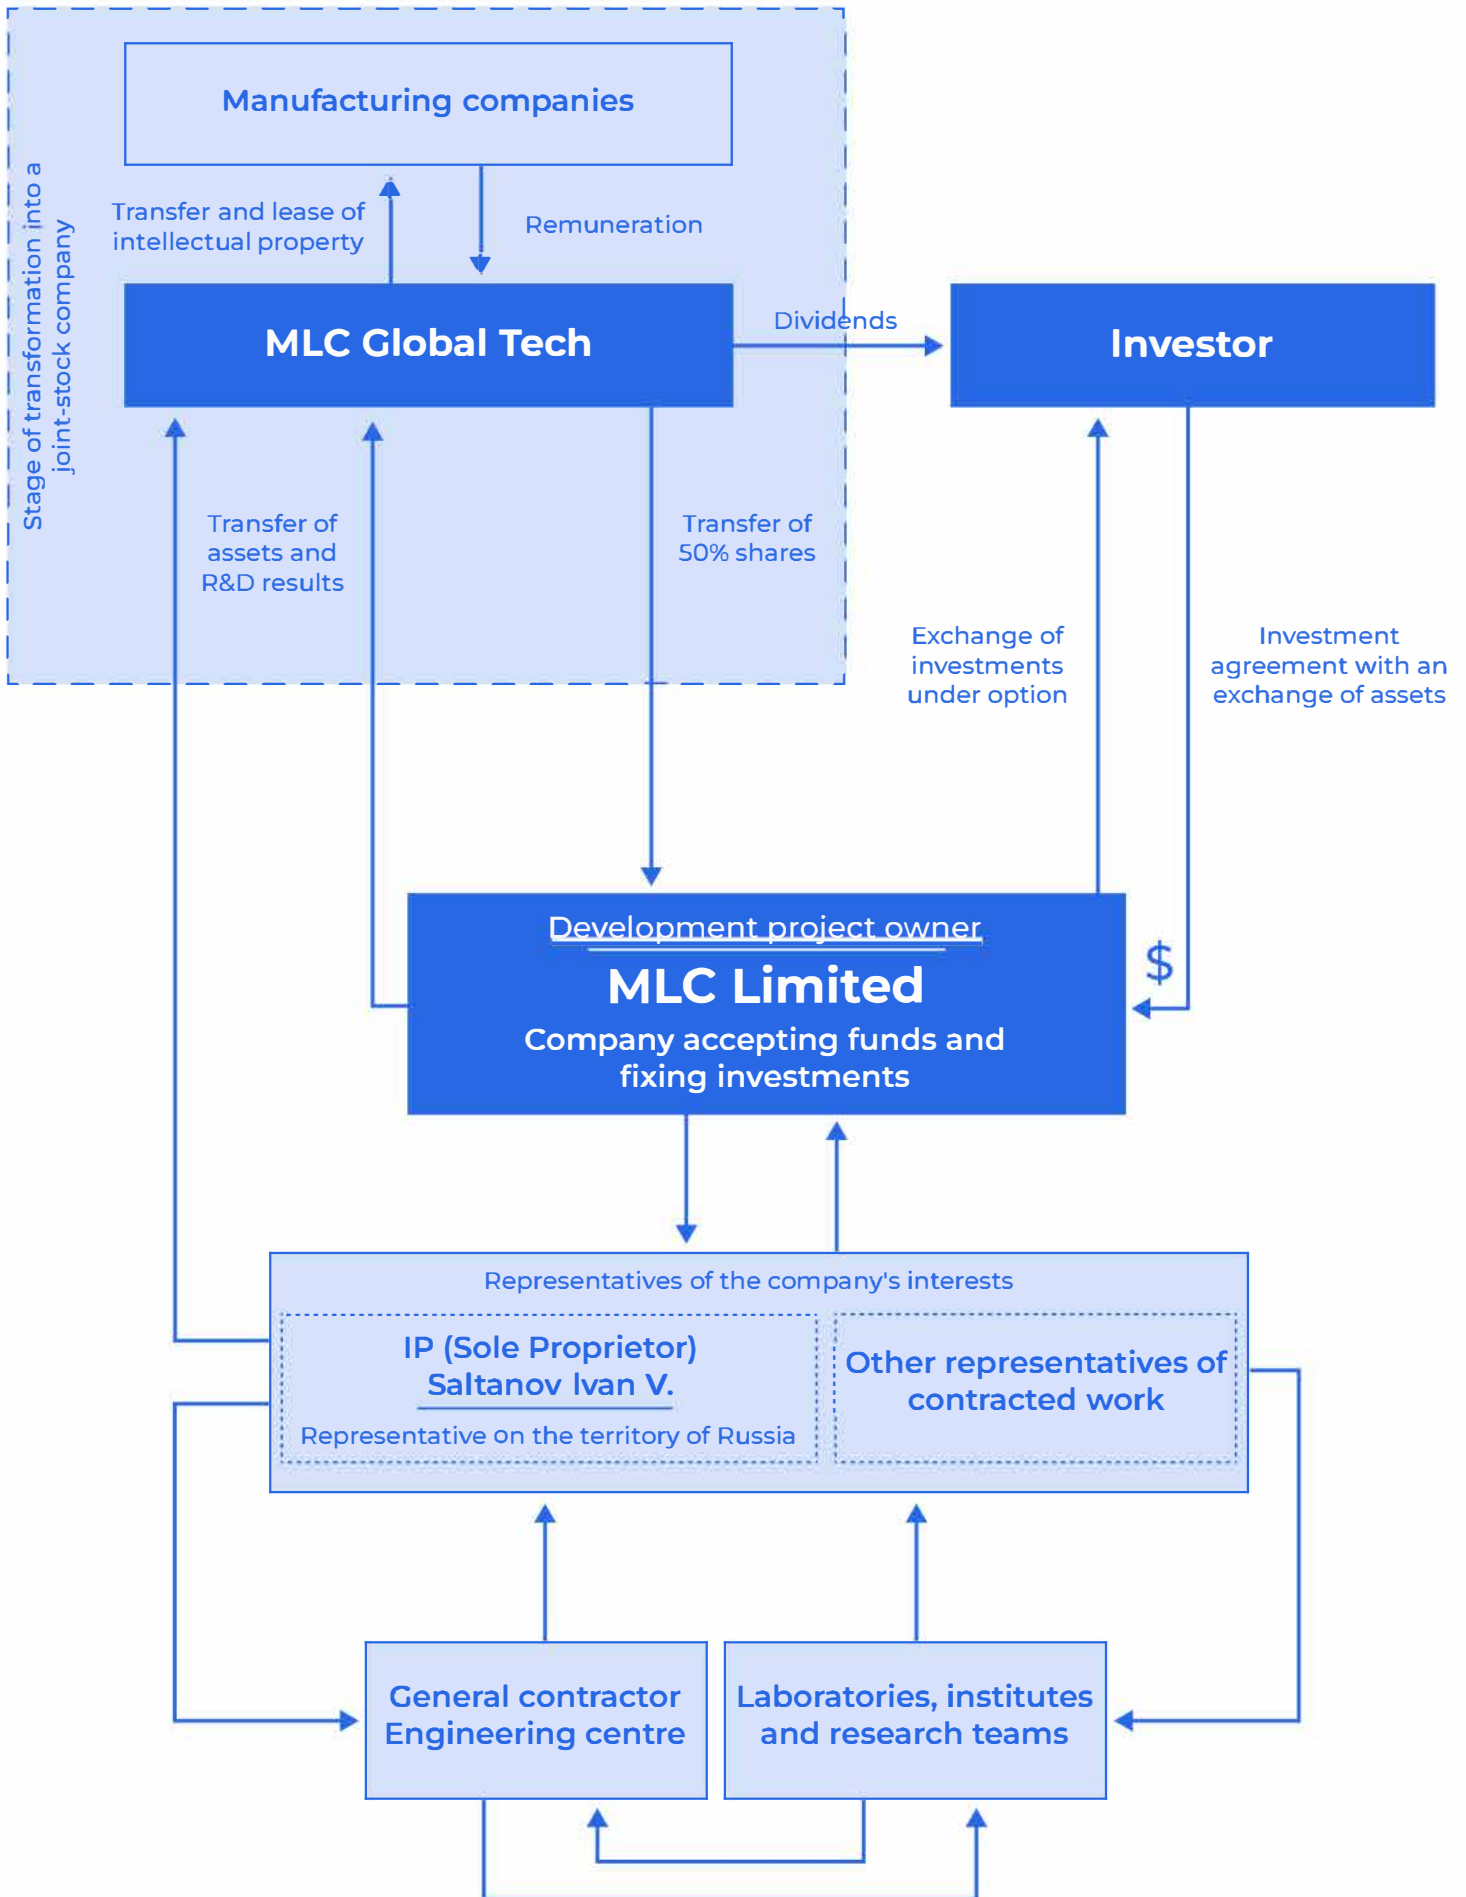 Manufacturing companies
Stage of transformation into a
joint-stock company
Transfer and lease of
intellectual property
Remuneration
MLC Global Tech
Dividends
Investor
Transfer of
assets and
R&D results
Transfer of
50% shares
Exchange of
investments
under option
Investment
agreement with an
exchange of assets
Development project owner
MLC Limited
Company accepting funds and
fixing investments
$
Representatives of the company's interests
IP (Sole Proprietor)
Saltanov Ivan V.
Representative on the territory of Russia
Other representatives of
contracted work
General contractor
Engineering centre
Laboratories, institutes
and research teams